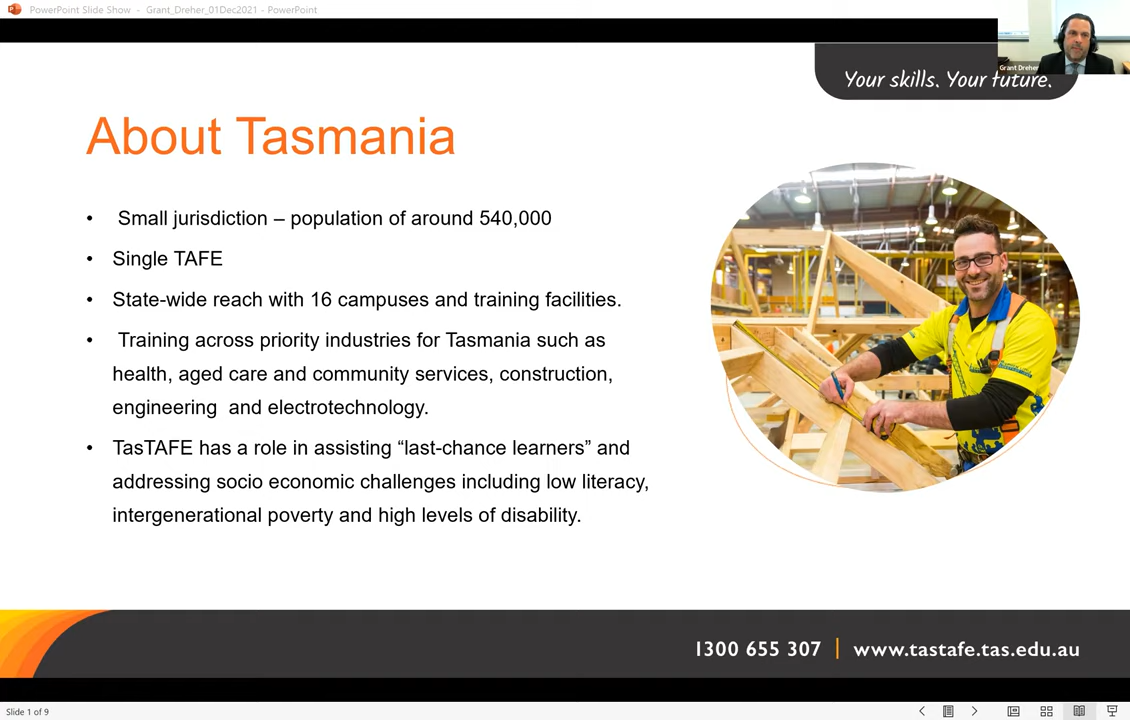 PowerPoint Slide Show - Grant_Dreher_01Dec2021 - PowerPoint
Grant Dreher
Your skills. Your future.
About Tasmania
• Small jurisdiction – population of around 540,000
• Single TAFE
• State-wide reach with 16 campuses and training facilities.
• Training across priority industries for Tasmania such as
health, aged care and community services, construction,
engineering and electrotechnology.
• TasTAFE has a role in assisting “last-chance learners” and
addressing socio economic challenges including low literacy,
intergenerational poverty and high levels of disability.
1300 655 307 | www.tastafe.tas.edu.au
Slide 1 of 9